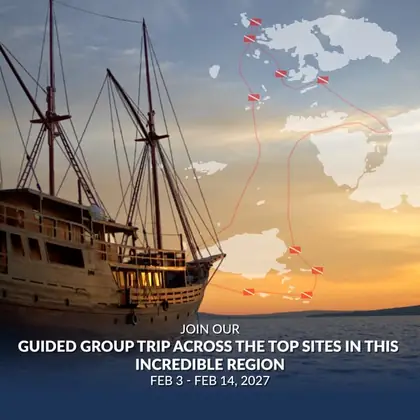 JOIN OUR
GUIDED GROUP TRIP ACROSS THE TOP SITES IN THIS
INCREDIBLE REGION
FEB 3 - FEB 14, 2027